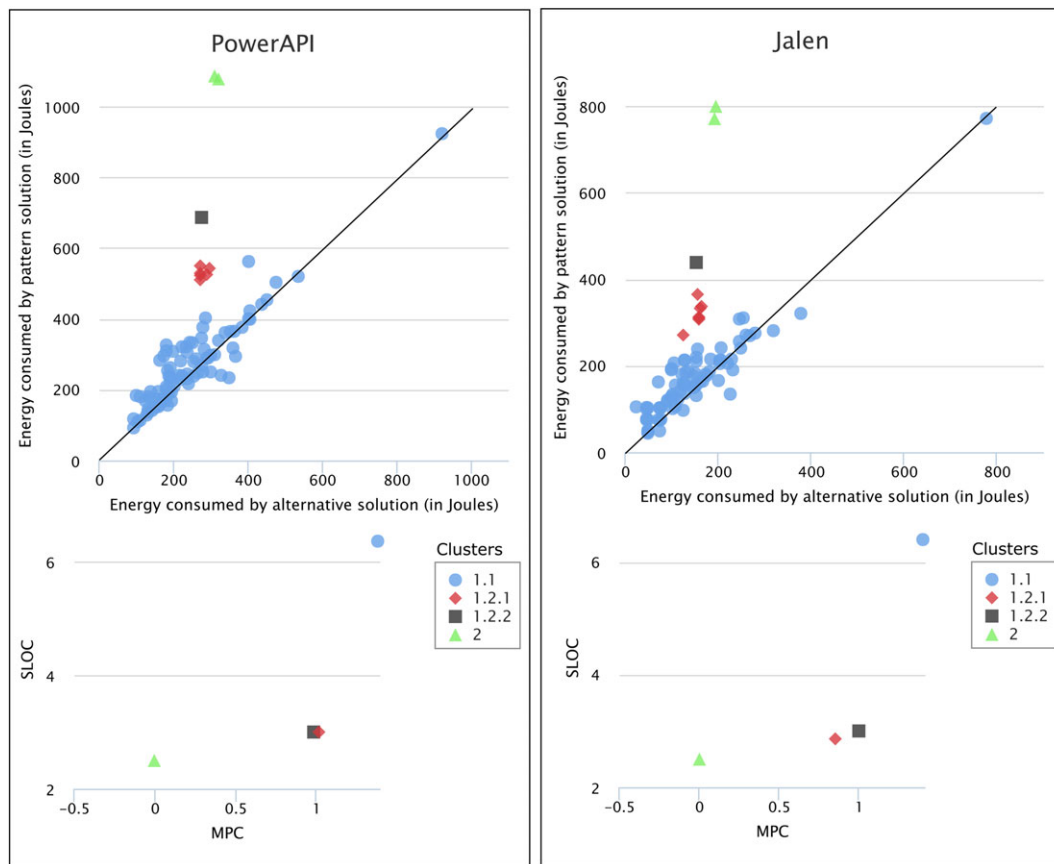 PowerAPI
Energy consumed by pattern solution (in Joules)
1000
800
600
400
200
0
0 200 400 600 800 1000
Energy consumed by alternative solution (in Joules)
SLOC
6
4
2
-0.5 0 0.5 1
MPC
Clusters
1.1
1.2.1
1.2.2
2
Jalen
Energy consumed by pattern solution (in Joules)
800
600
400
200
0
0 200 400 600 800
Energy consumed by alternative solution (in Joules)
SLOC
6
4
2
-0.5 0 0.5 1
MPC
Clusters
1.1
1.2.1
1.2.2
2